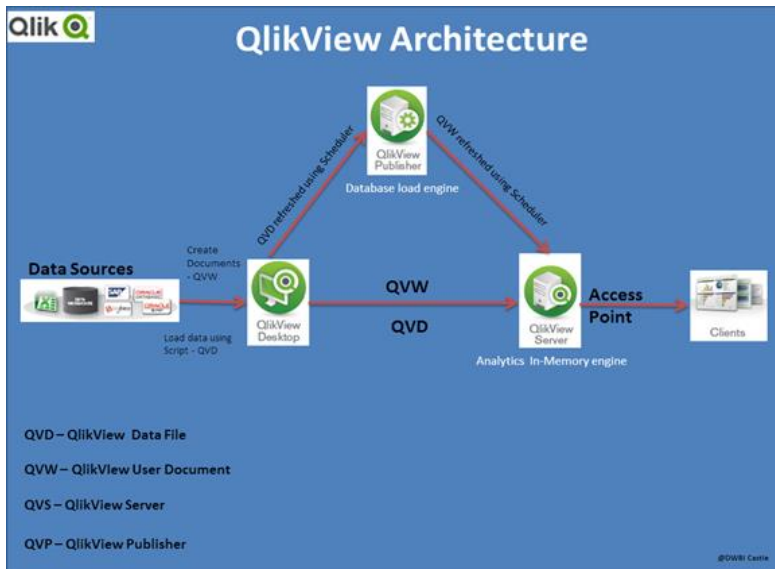 Qlik
QlikView Architecture
QlikView
Publisher
Database load engine
QVD refreshed using Scheduler
QVW refreshed using Scheduler
Data Sources
Create
Documents
- QVW
Load data using
Script - QVD
QlikView
Desktop
QVW
QVD
QlikView
Server
Analytics In-Memory engine
Access
Point
Clients
QVD – QlikView Data File
QVW – QlikVIew User Document
QVS – QlikView Server
QVP – QlikView Publisher
@DWBI Castle